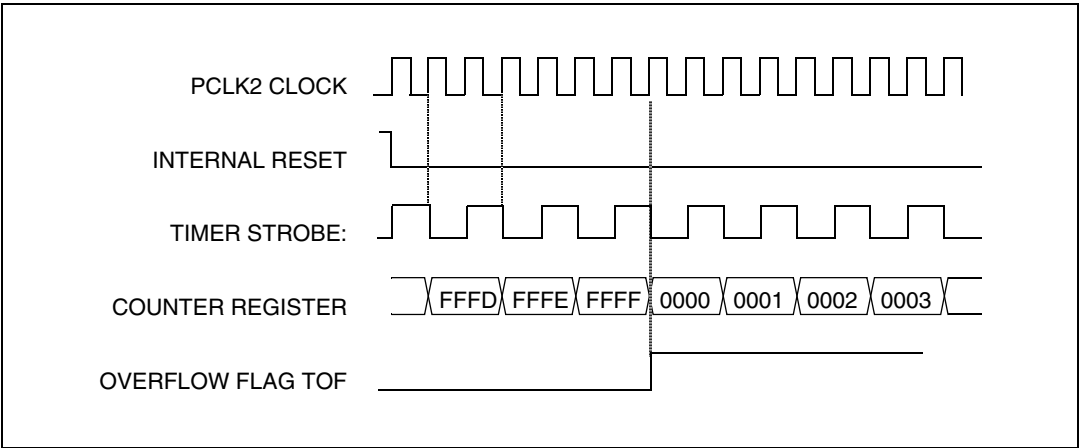 PCLK2 CLOCK
INTERNAL RESET
TIMER STROBE:
COUNTER REGISTER FFFD FFFE FFFF 0000 0001 0002 0003
OVERFLOW FLAG TOF